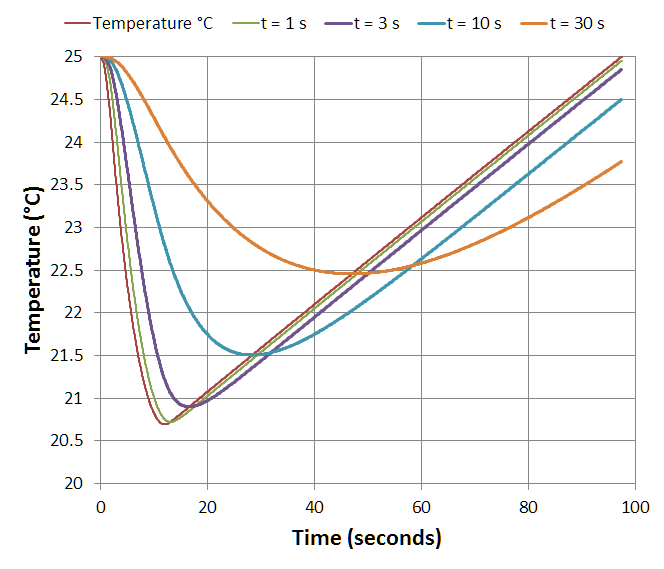 Temperature °C t = 1 s t = 3 s t = 10 s t = 30 s
25
24.5
24
23.5
23
22.5
22
21.5
21
20.5
20
Temperature (°C)
0 20 40 60 80 100
Time (seconds)